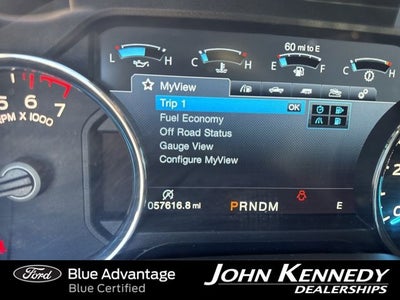 60 mi to E
L H C H E F C H
MyView
Trip 1 OK
Fuel Economy
Off Road Status
Gauge View
Configure MyView
5 6 7
RPM X 1000
057616.8 mi PRNDM E
Ford Blue Advantage
Blue Certified
JOHN KENNEDY
DEALERSHIPS